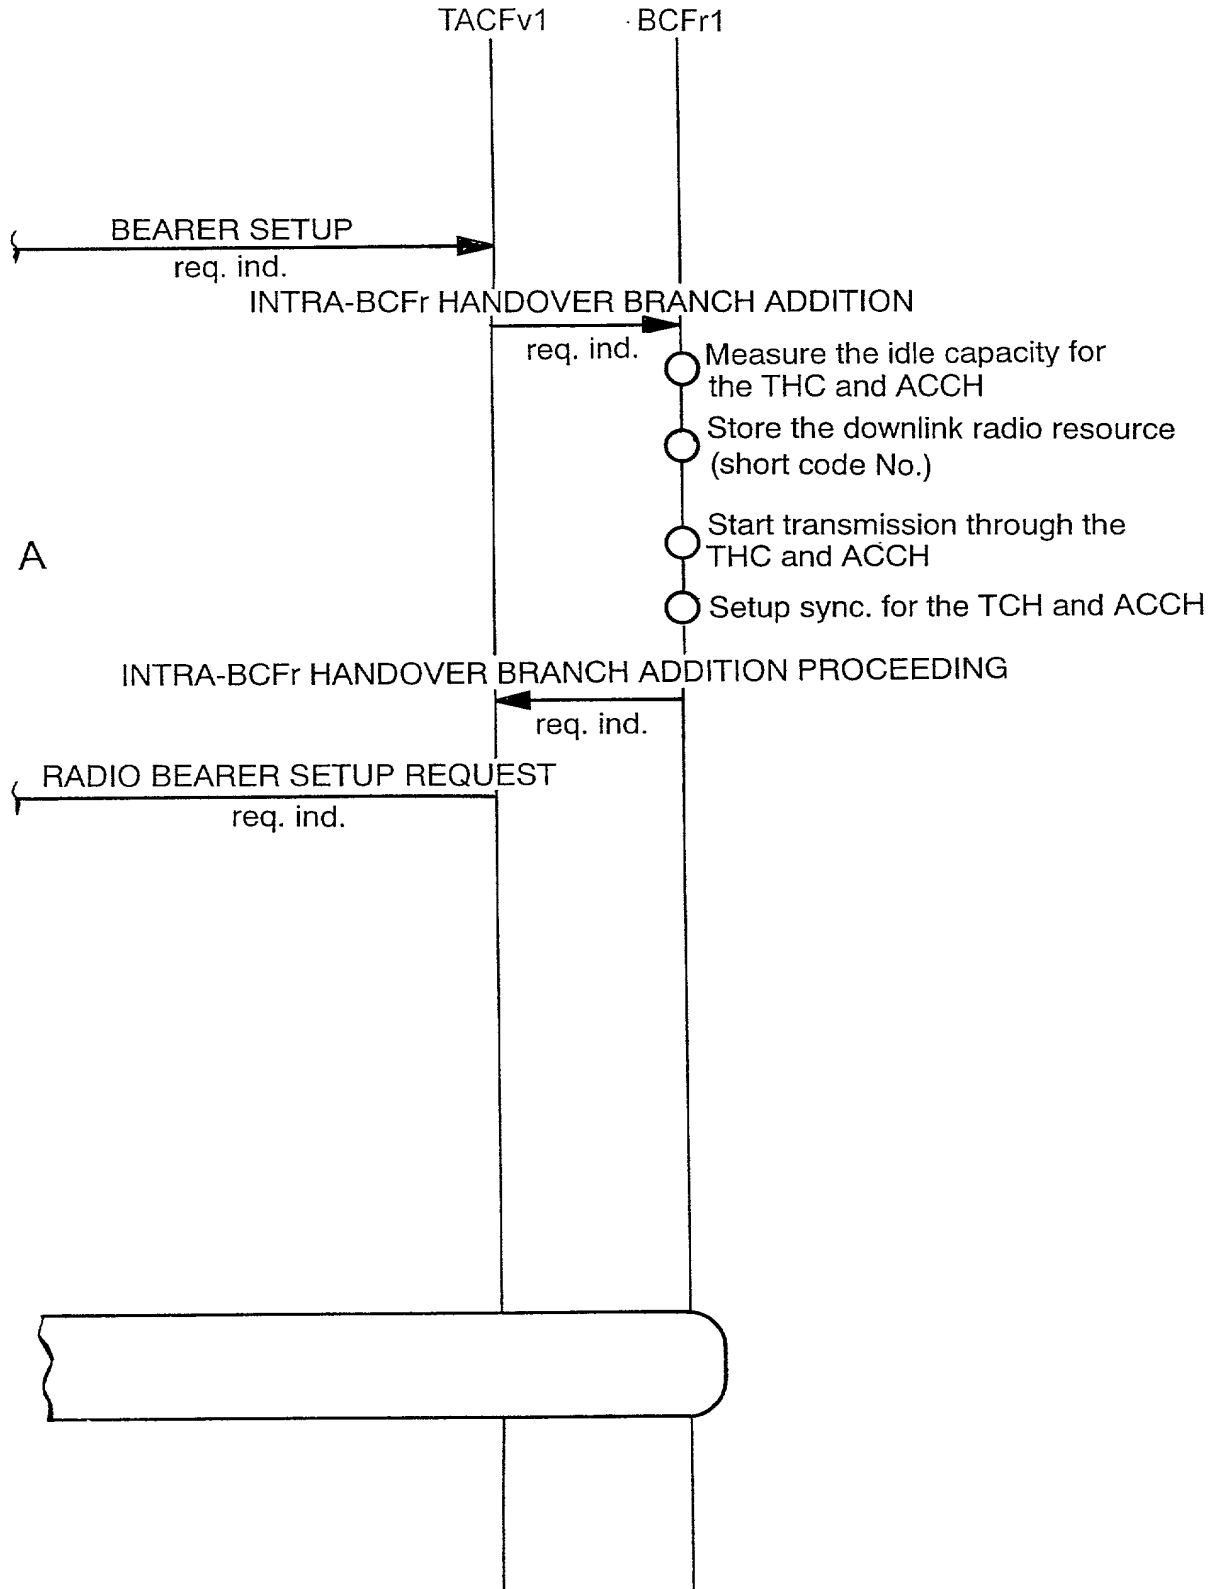 TACFv1 BCFr1
BEARER SETUP
req. ind.
INTRA-BCFr HANDOVER BRANCH ADDITION
req. ind.
Measure the idle capacity for
the THC and ACCH
Store the downlink radio resource
(short code No.)
Start transmission through the
THC and ACCH
A
Setup sync. for the TCH and ACCH
INTRA-BCFr HANDOVER BRANCH ADDITION PROCEEDING
req. ind.
RADIO BEARER SETUP REQUEST
req. ind.